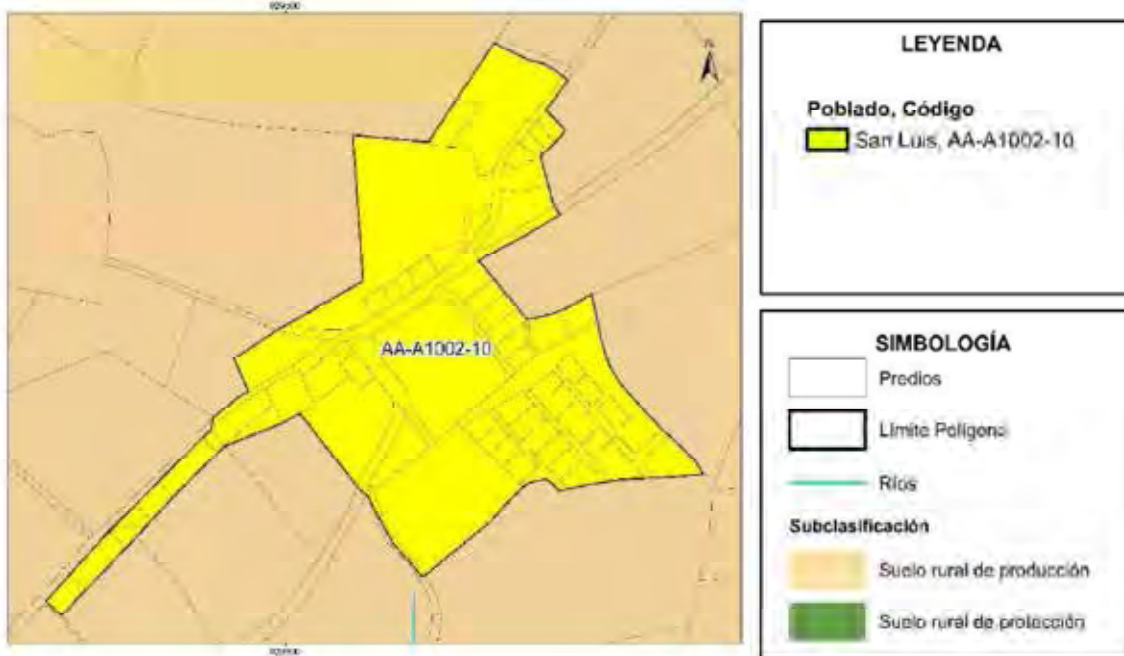 LEYENDA
N
Poblado, Código
San Luis, AA-A1002-10
AA-A1002-10
SIMBOLOGÍA
Predios
Límite Polígono
Ríos
Subclasificación
Suelo rural de producción
Suelo rural de protección